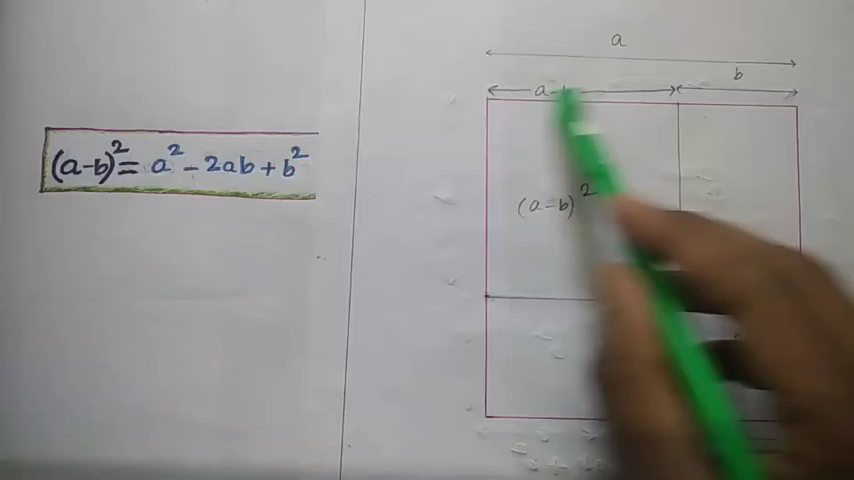 (a-b)² = a² - 2ab + b²
a
b
a-
(a-b)²